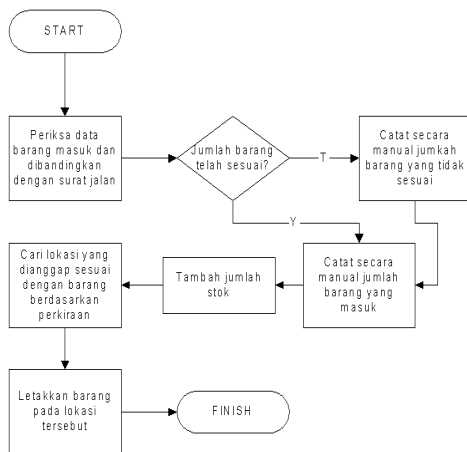 START
Periksa data
barang masuk dan
dibandingkan
dengan surat jalan
Jumlah barang
telah sesuai?
T
Catat secara
manual jumkah
barang yang tidak
sesuai
Y
Catat secara
manual jumlah
barang yang
masuk
Tambah jumlah
stok
Cari lokasi yang
dianggap sesuai
dengan barang
berdasarkan
perkiraan
Letakkan barang
pada lokasi
tersebut
FINISH